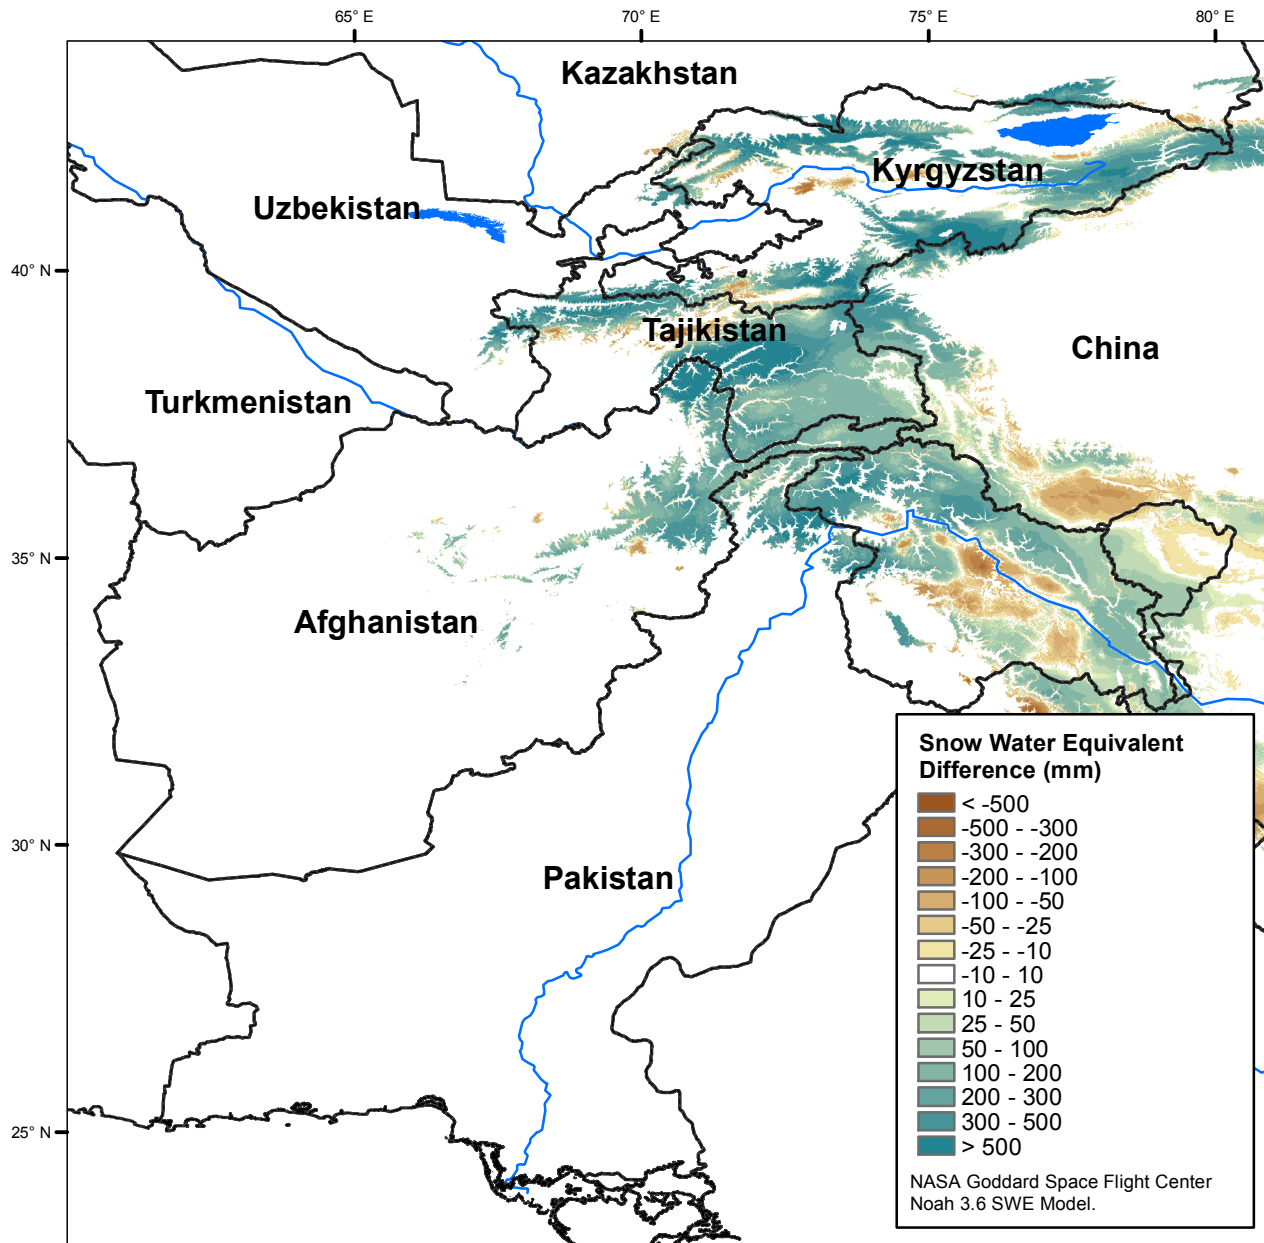 65° E
70° E
75° E
80° E
Kazakhstan
Kyrgyzstan
Uzbekistan
40° N
Tajikistan
China
Turkmenistan
35° N
Afghanistan
Snow Water Equivalent
Difference (mm)
< -500
-500 - -300
-300 - -200
-200 - -100
-100 - -50
-50 - -25
-25 - -10
-10 - 10
10 - 25
25 - 50
50 - 100
100 - 200
200 - 300
300 - 500
> 500
30° N
Pakistan
25° N
NASA Goddard Space Flight Center
Noah 3.6 SWE Model.